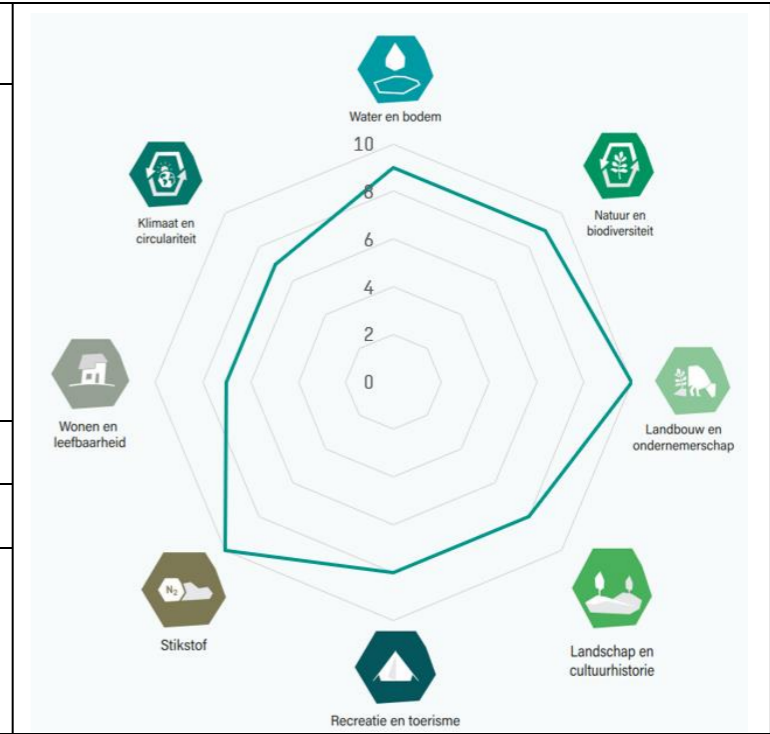 Water en bodem
10
8
6
4
2
0
Natuur en
biodiversiteit
Landbouw en
ondernemerschap
Landschap en
cultuurhistorie
Recreatie en toerisme
N₂
Stikstof
Wonen en
leefbaarheid
Klimaat en
circulariteit